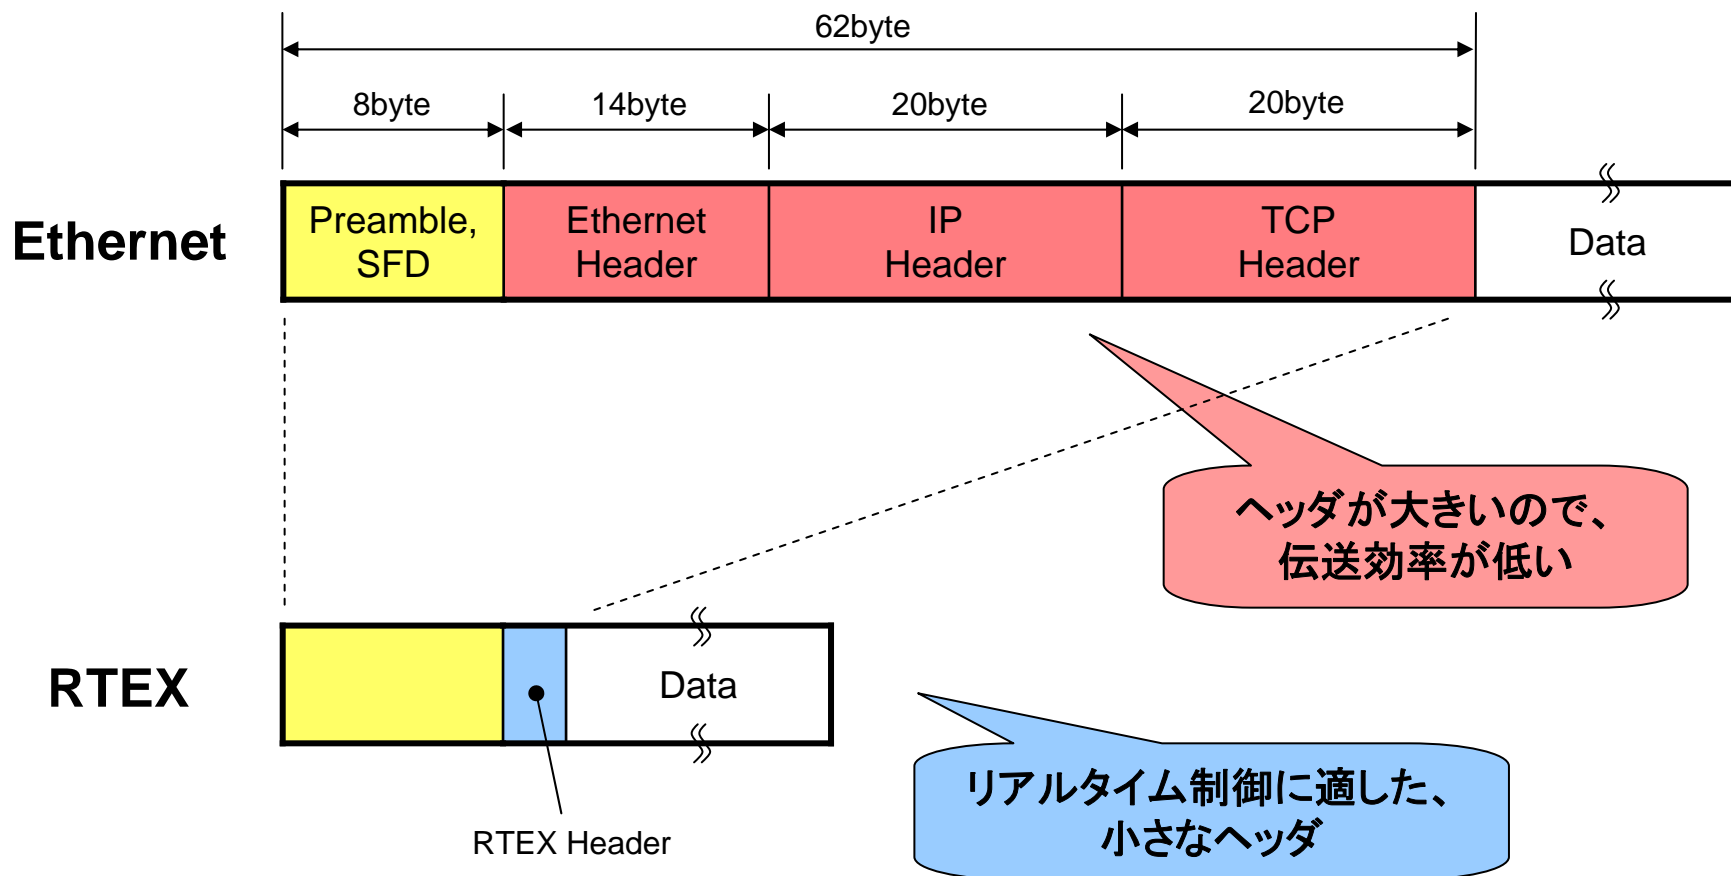 62byte
8byte
14byte
20byte
20byte
Ethernet
Preamble,
SFD
Ethernet
Header
IP
Header
TCP
Header
Data
ヘッダが大きいので、
伝送効率が低い
RTEX
Data
RTEX Header
リアルタイム制御に適した、
小さなヘッダ